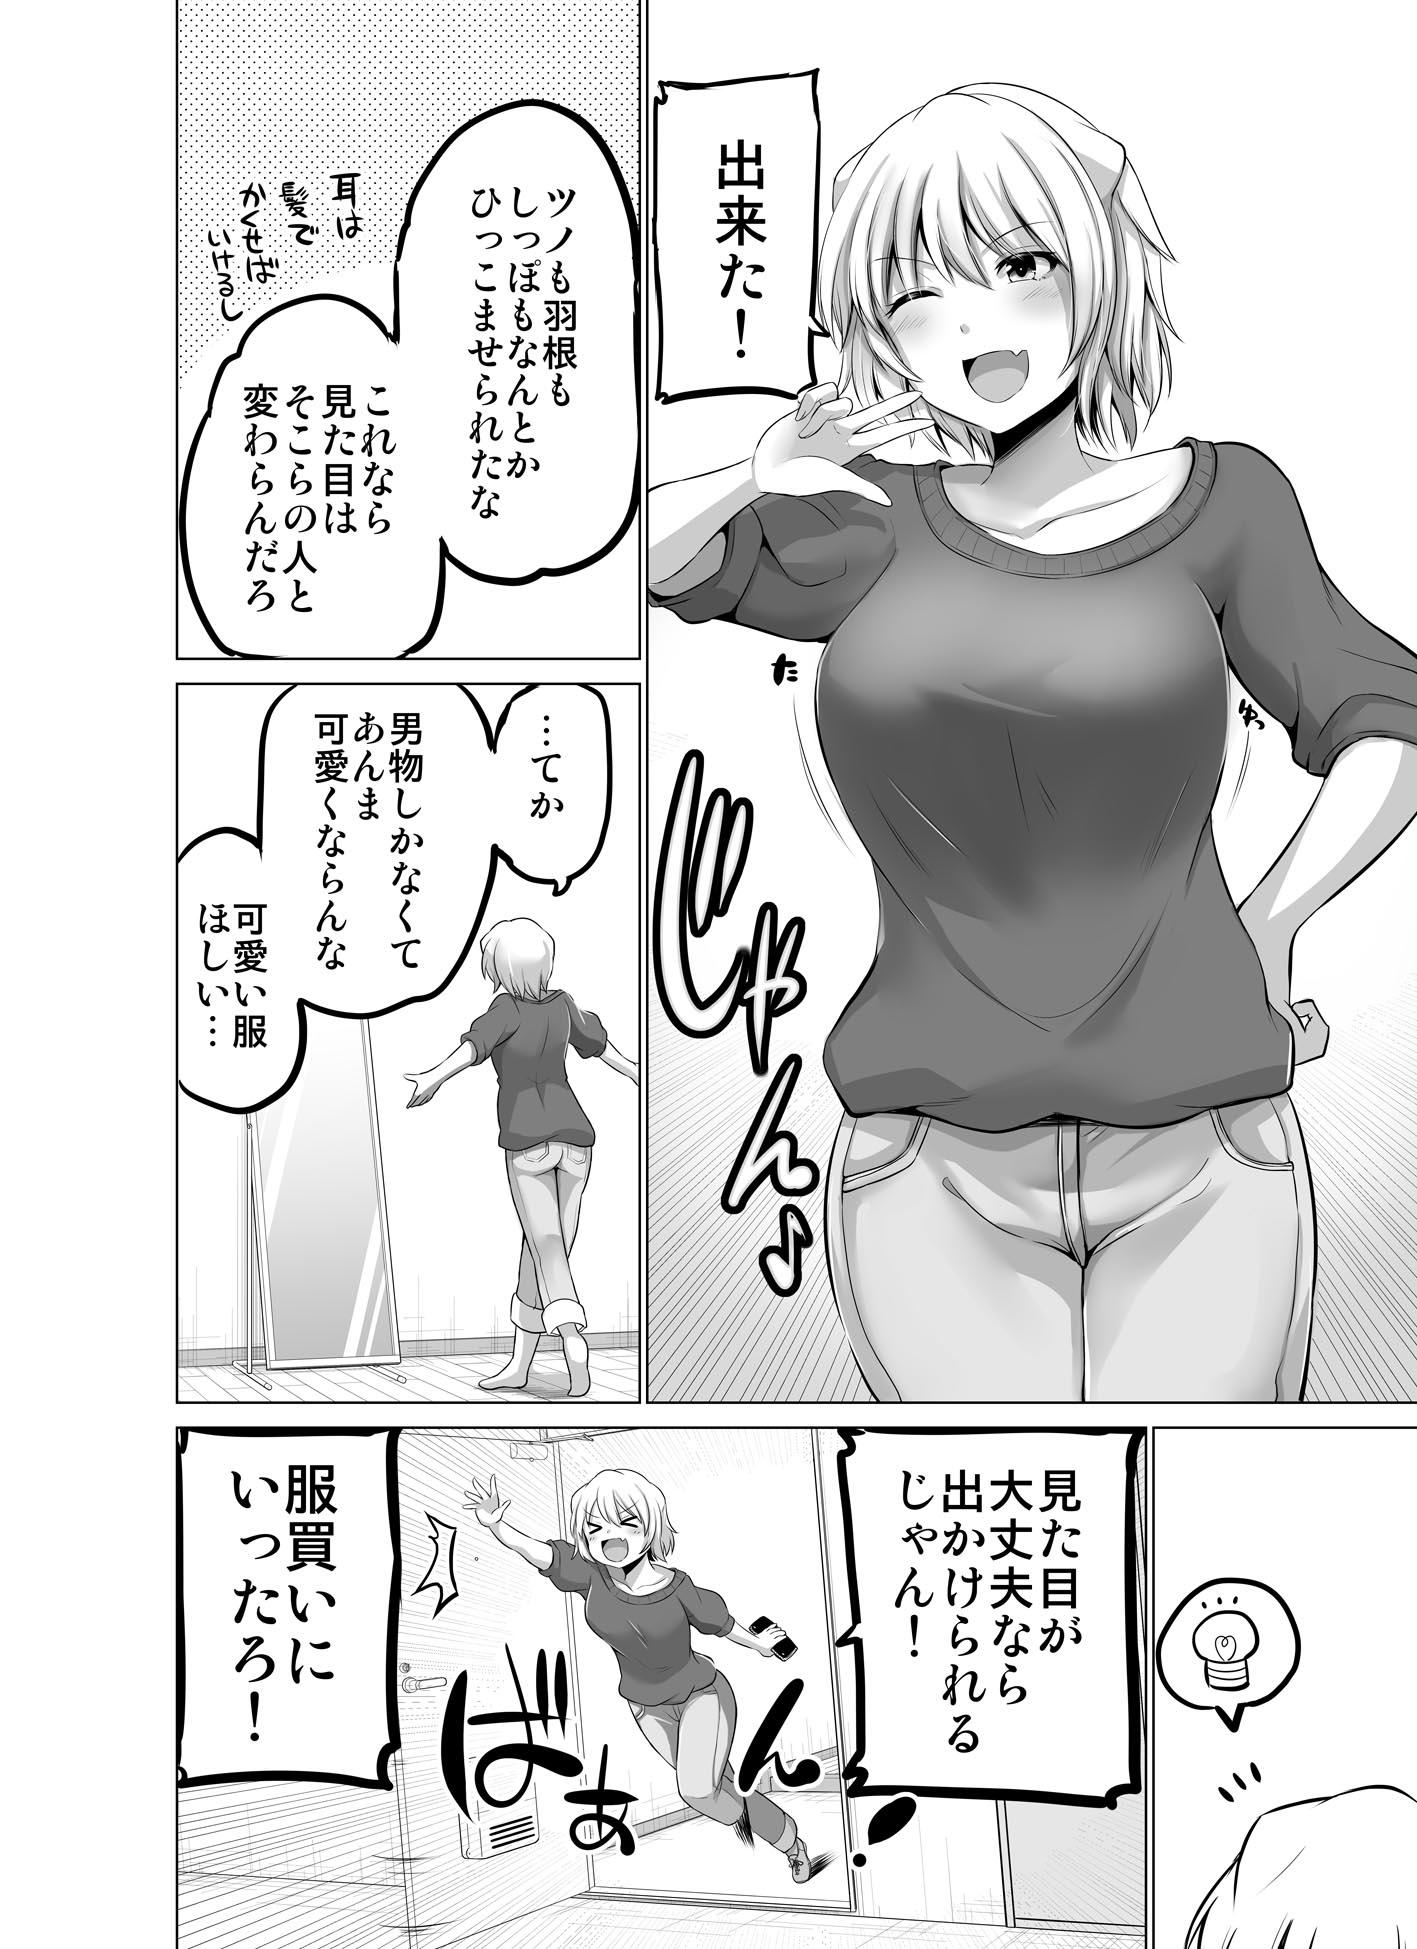 出来た！
たゆっ
じゃん♪
ツノも羽根も
しっぽもなんとか
ひっこませられたな
これなら
見た目は
そこらの人と
変わらんだろ
耳は
髪で
かくせば
いけるし
…てか
男物しかなくて
あんま
可愛くならんな
可愛い服
ほしい…
見た目が
大丈夫なら
出かけられる
じゃん！
ばぁん！
服買いに
いったろ！